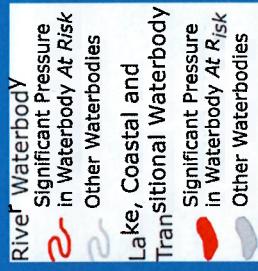 River Waterbody
Significant Pressure
in Waterbody At Risk
Other Waterbodies
Lake, Coastal and
Transitional Waterbody
Significant Pressure
in Waterbody At Risk
Other Waterbodies